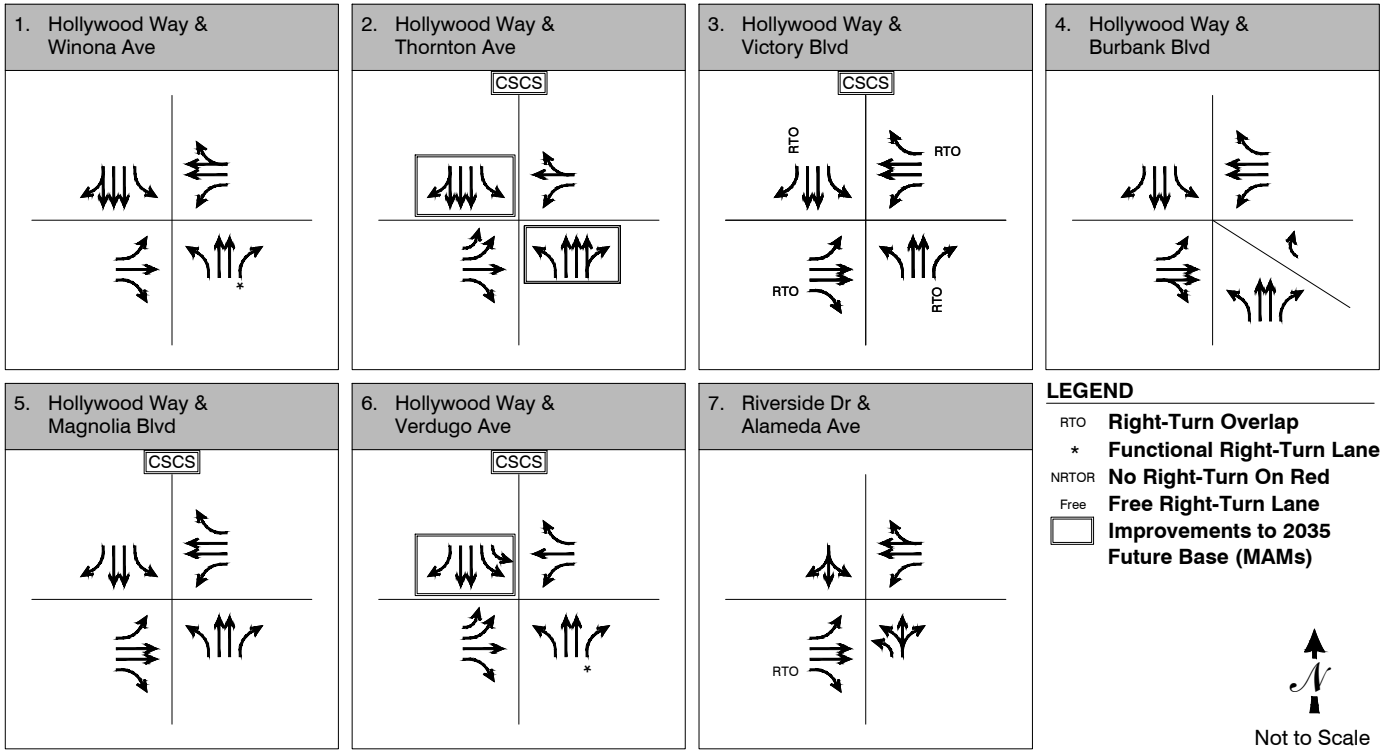 1. Hollywood Way &
Winona Ave
*
2. Hollywood Way &
Thornton Ave
CSCS
3. Hollywood Way &
Victory Blvd
CSCS
RTO
RTO
RTO
RTO
4. Hollywood Way &
Burbank Blvd
5. Hollywood Way &
Magnolia Blvd
CSCS
6. Hollywood Way &
Verdugo Ave
CSCS
*
7. Riverside Dr &
Alameda Ave
RTO
LEGEND
RTO Right-Turn Overlap
* Functional Right-Turn Lane
NRTOR No Right-Turn On Red
Free Free Right-Turn Lane
Improvements to 2035
Future Base (MAMs)
N
Not to Scale